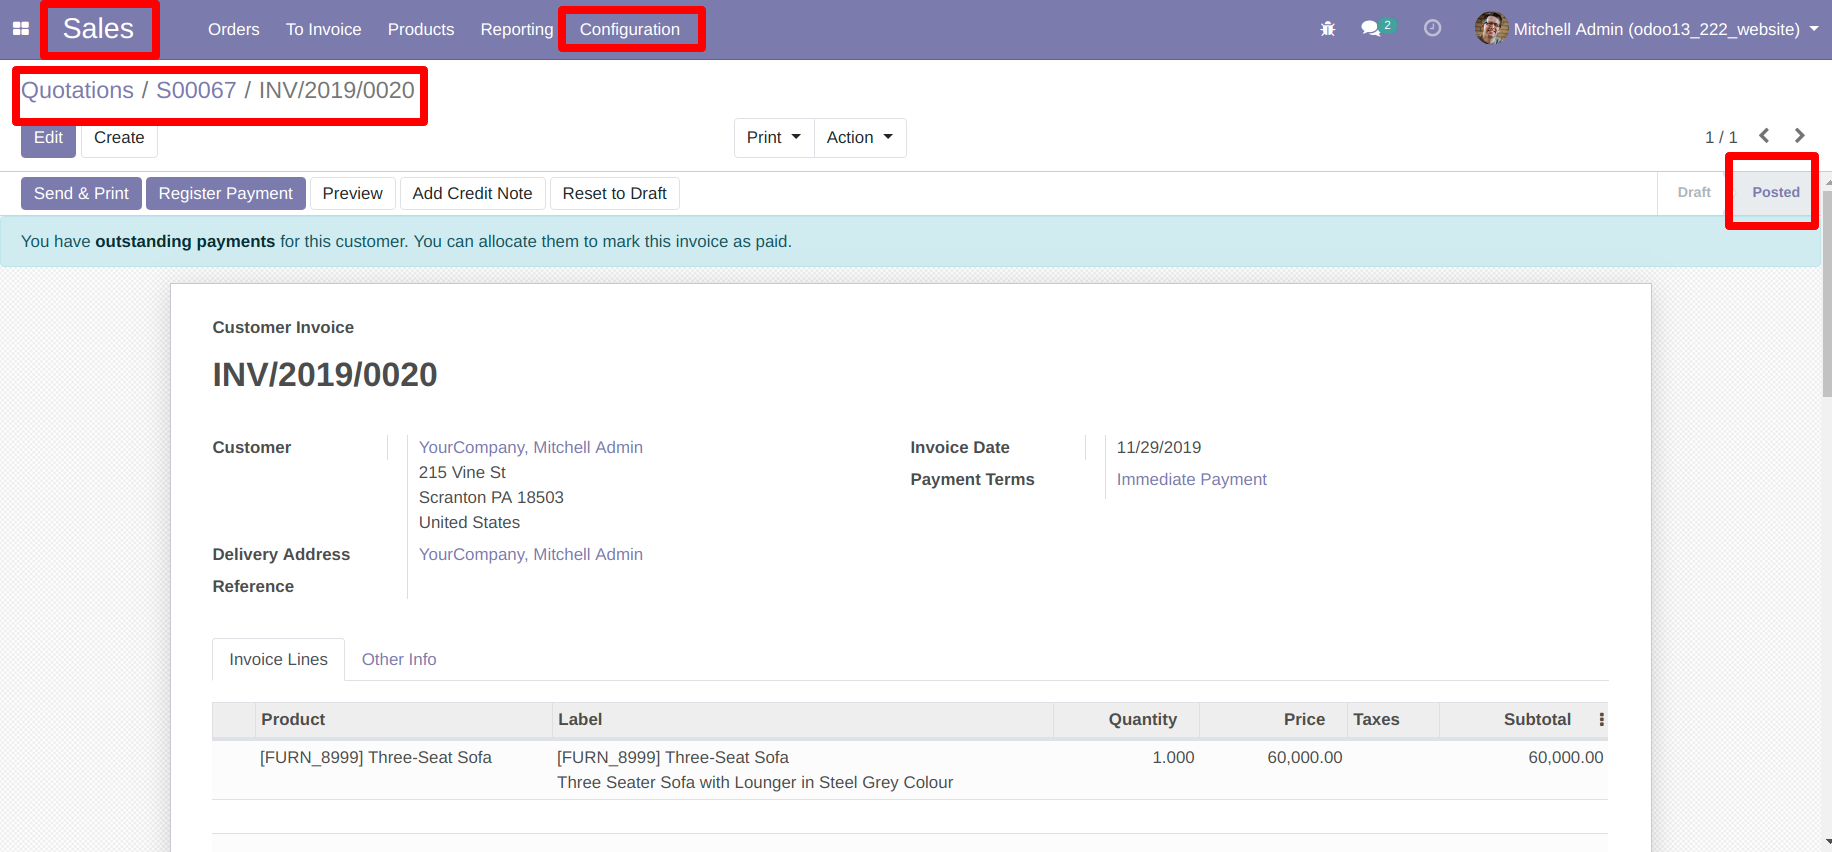 Sales Orders To Invoice Products Reporting Configuration 2 Mitchell Admin (odoo13_222_website)
Quotations / S00067 / INV/2019/0020
Edit Create Print Action 1 / 1
Send & Print Register Payment Preview Add Credit Note Reset to Draft Draft Posted
You have outstanding payments for this customer. You can allocate them to mark this invoice as paid.
Customer Invoice
INV/2019/0020
Customer YourCompany, Mitchell Admin Invoice Date 11/29/2019
215 Vine St Payment Terms Immediate Payment
Scranton PA 18503
United States
Delivery Address YourCompany, Mitchell Admin
Reference
Invoice Lines Other Info
Product Label Quantity Price Taxes Subtotal
[FURN_8999] Three-Seat Sofa [FURN_8999] Three-Seat Sofa 1.000 60,000.00 60,000.00
Three Seater Sofa with Lounger in Steel Grey Colour